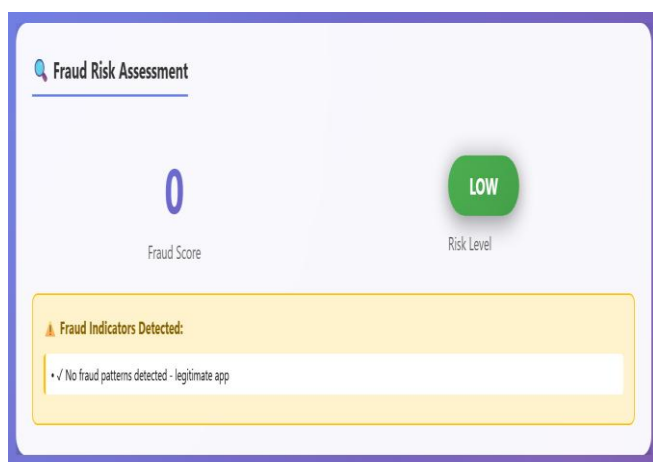 Fraud Risk Assessment
0
Fraud Score
LOW
Risk Level
Fraud Indicators Detected:
• √ No fraud patterns detected - legitimate app